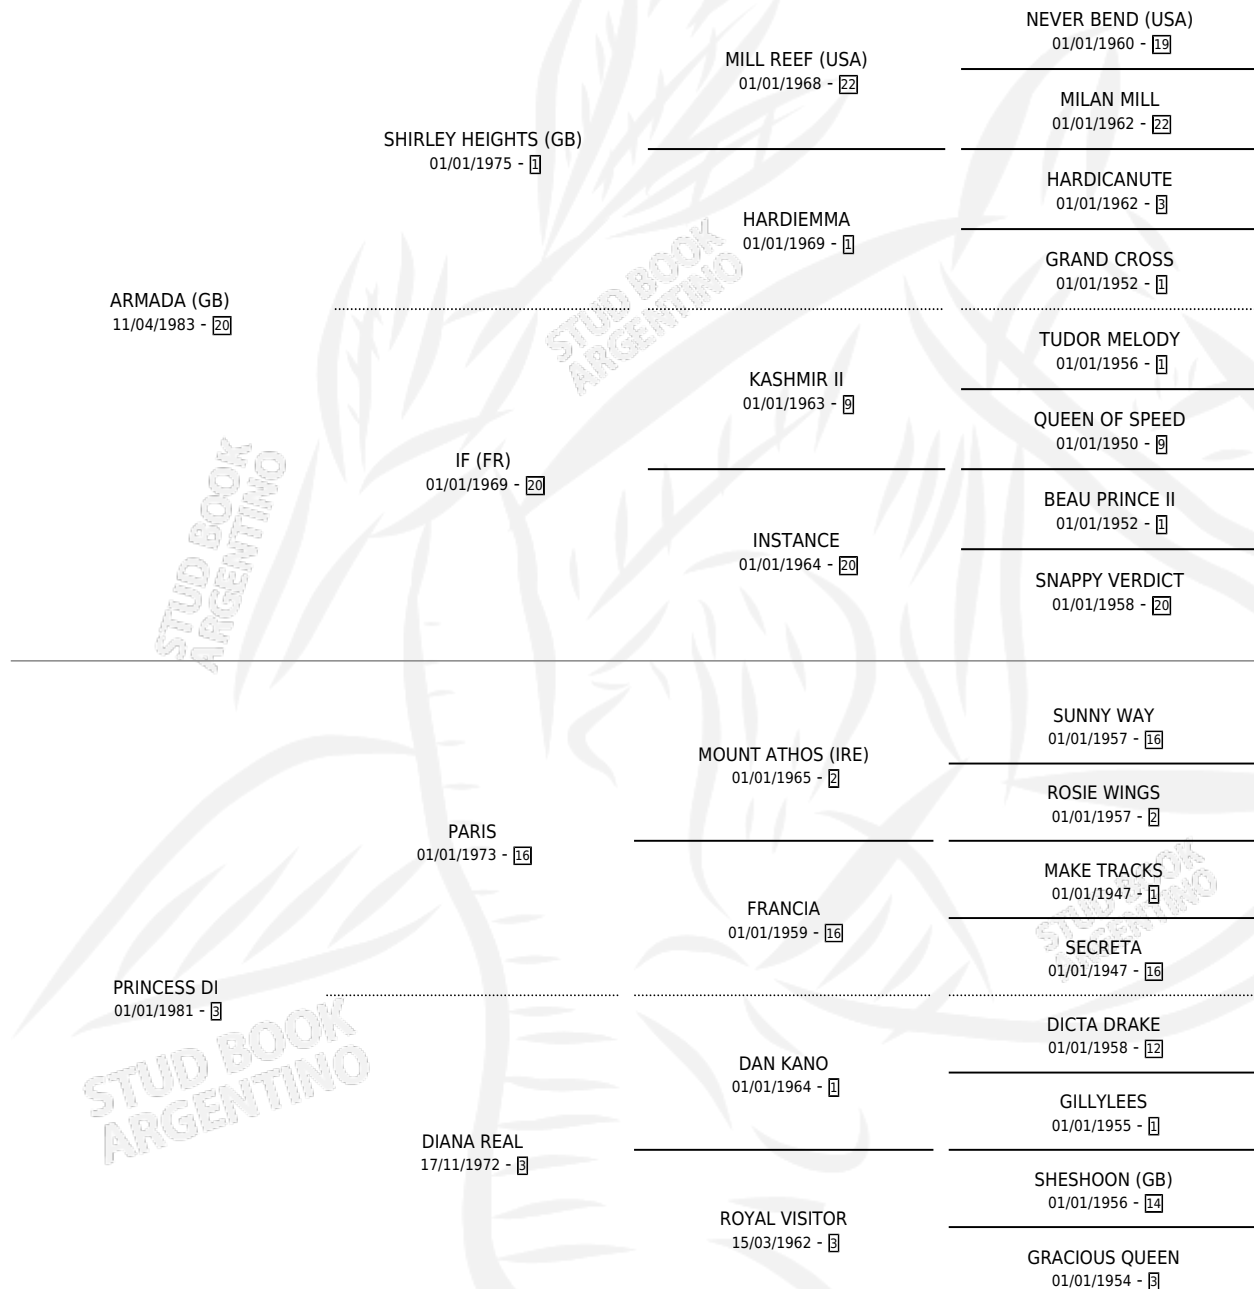 NEVER BEND (USA)
01/01/1960 - 19
MILL REEF (USA)
01/01/1968 - 22
MILAN MILL
01/01/1962 - 22
SHIRLEY HEIGHTS (GB)
01/01/1975 - 1
HARDICANUTE
01/01/1962 - 3
HARDIEMMA
01/01/1969 - 1
GRAND CROSS
01/01/1952 - 1
ARMADA (GB)
11/04/1983 - 20
TUDOR MELODY
01/01/1956 - 1
KASHMIR II
01/01/1963 - 9
QUEEN OF SPEED
01/01/1950 - 9
IF (FR)
01/01/1969 - 20
BEAU PRINCE II
01/01/1952 - 1
INSTANCE
01/01/1964 - 20
SNAPPY VERDICT
01/01/1958 - 20
SUNNY WAY
01/01/1957 - 16
MOUNT ATHOS (IRE)
01/01/1965 - 2
ROSIE WINGS
01/01/1957 - 2
PARIS
01/01/1973 - 16
MAKE TRACKS
01/01/1947 - 1
FRANCIA
01/01/1959 - 16
SECRETA
01/01/1947 - 16
PRINCESS DI
01/01/1981 - 3
DICTA DRAKE
01/01/1958 - 12
DAN KANO
01/01/1964 - 1
GILLYLEES
01/01/1955 - 1
DIANA REAL
17/11/1972 - 3
SHESHOON (GB)
01/01/1956 - 14
ROYAL VISITOR
15/03/1962 - 3
GRACIOUS QUEEN
01/01/1954 - 3
STUD BOOK
ARGENTINO
STUD BOOK
ARGENTINO
STUD BOOK
ARGENTINO
STUD BOOK
ARGENTINO